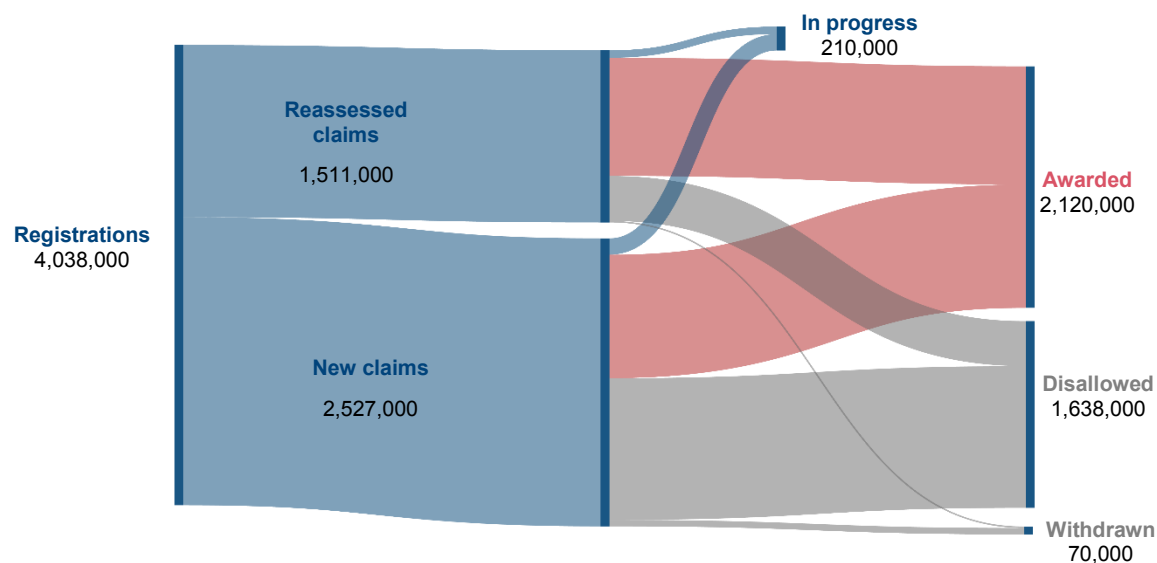 In progress
210,000
Reassessed
claims
1,511,000
Awarded
2,120,000
Registrations
4,038,000
New claims
2,527,000
Disallowed
1,638,000
Withdrawn
70,000